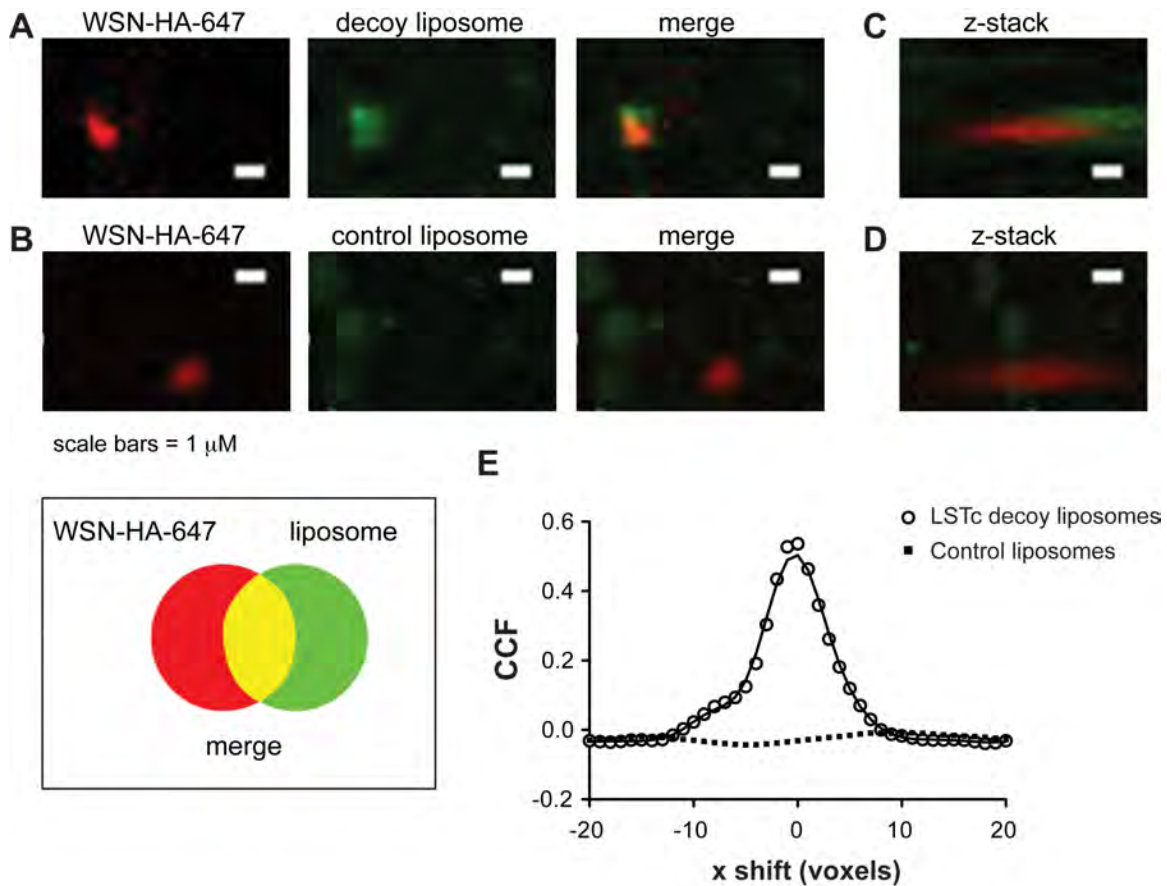 A WSN-HA-647 decoy liposome merge C z-stack
B WSN-HA-647 control liposome merge D z-stack
scale bars = 1 μM
WSN-HA-647 liposome
merge
E
LSTc decoy liposomes
Control liposomes
0.6
0.4
0.2
0.0
-0.2
CCF
-20 -10 0 10 20
x shift (voxels)